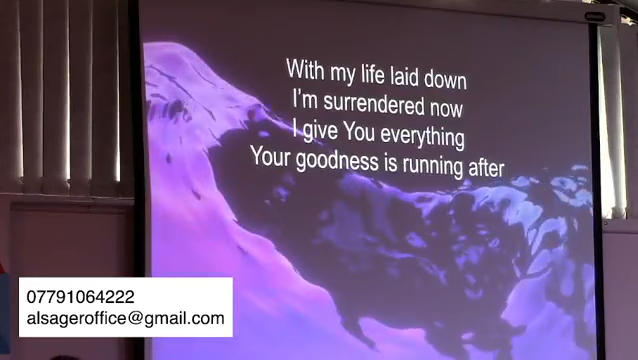 With my life laid down
I'm surrendered now
I give You everything
Your goodness is running after
07791064222
alsageroffice@gmail.com